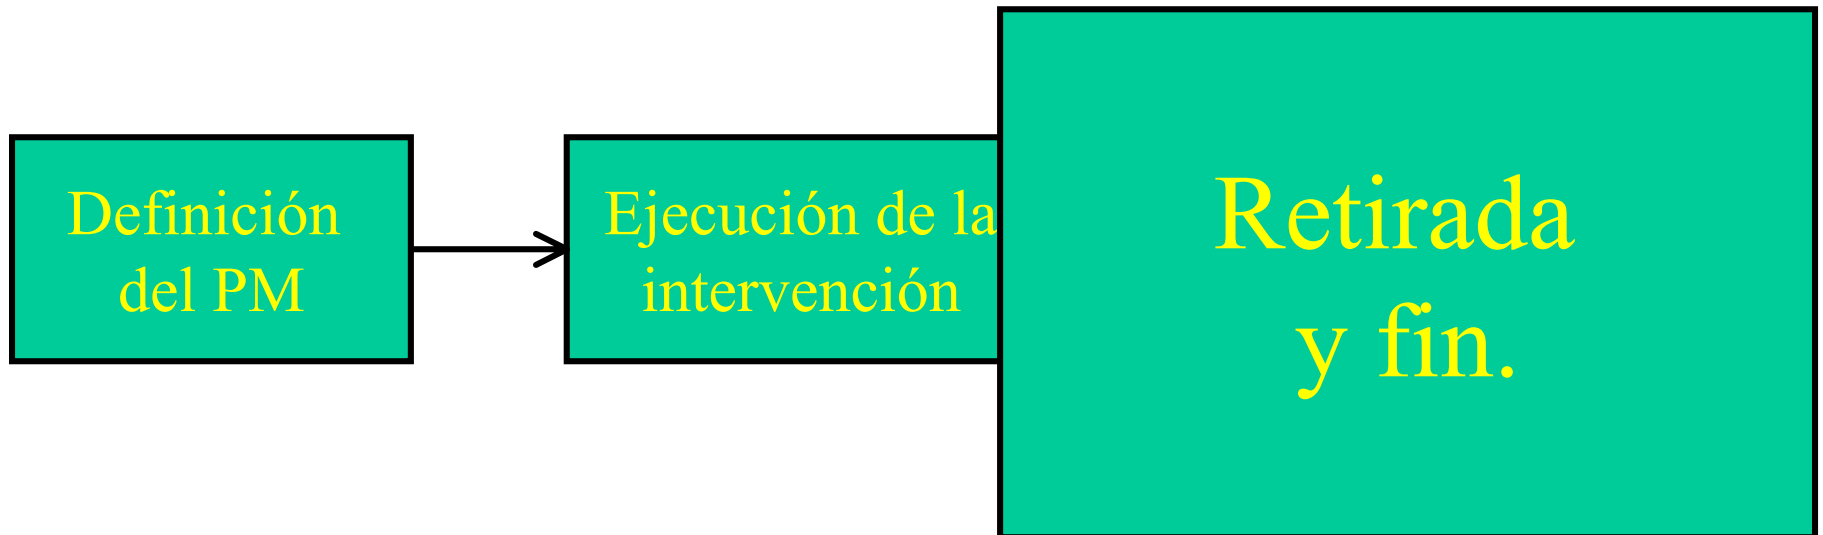 Definición
del PM
Ejecución de la
intervención
Retirada
y fin.